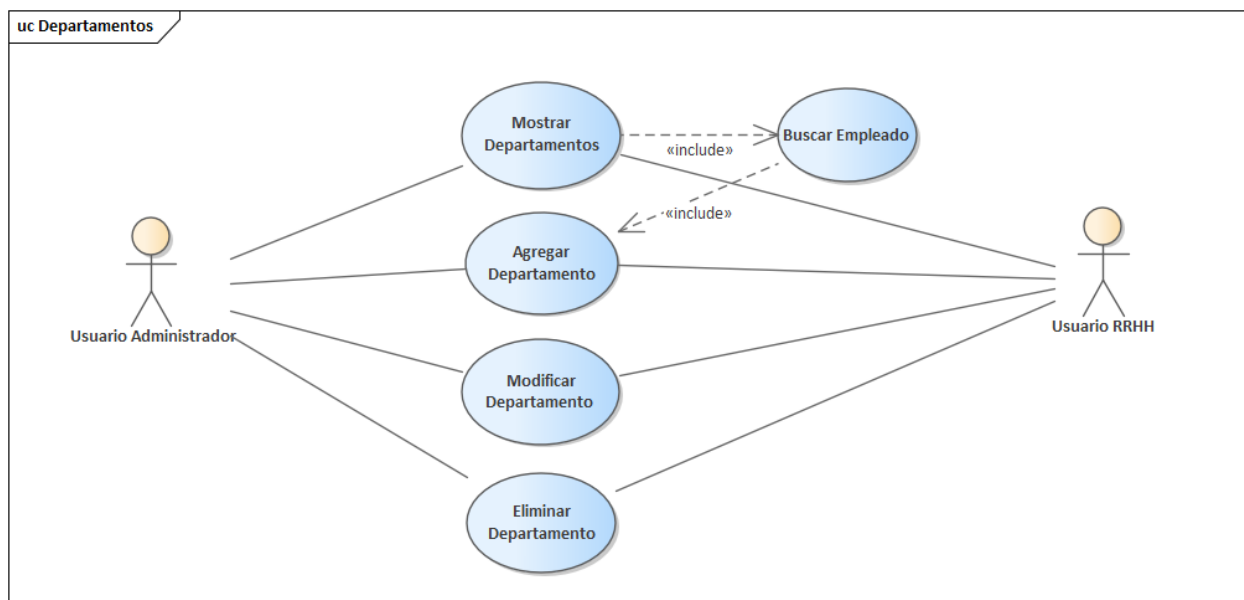 uc Departamentos
Mostrar
Departamentos
Buscar Empleado
«include»
«include»
Agregar
Departamento
Usuario Administrador
Usuario RRHH
Modificar
Departamento
Eliminar
Departamento